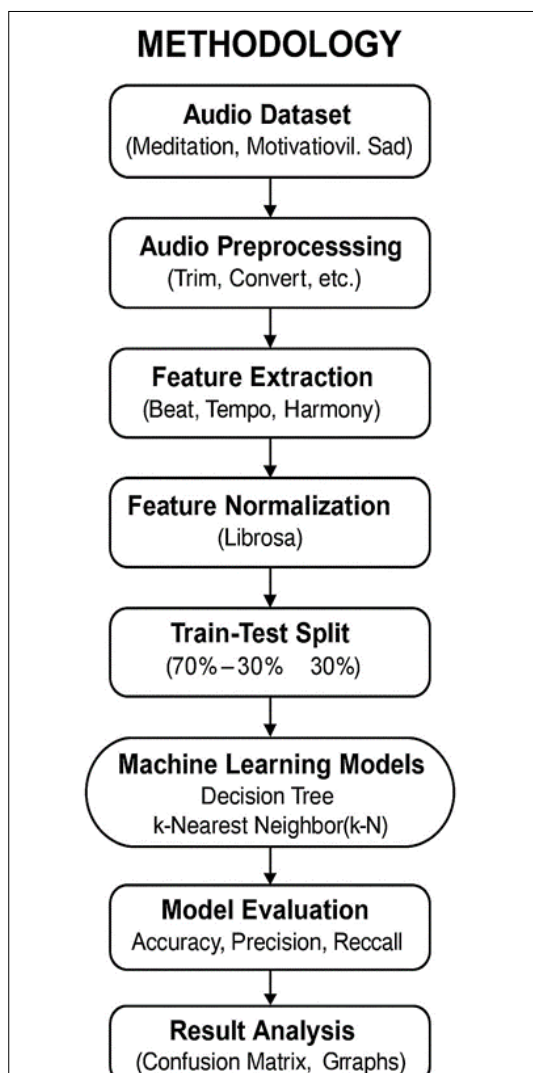 METHODOLOGY
Audio Dataset
(Meditation, Motivatiovil. Sad)
Audio Preprocesssing
(Trim, Convert, etc.)
Feature Extraction
(Beat, Tempo, Harmony)
Feature Normalization
(Librosa)
Train-Test Split
(70%–30% 30%)
Machine Learning Models
Decision Tree
k-Nearest Neighbor(k-N)
Model Evaluation
Accuracy, Precision, Reccall
Result Analysis
(Confusion Matrix, Grraphs)